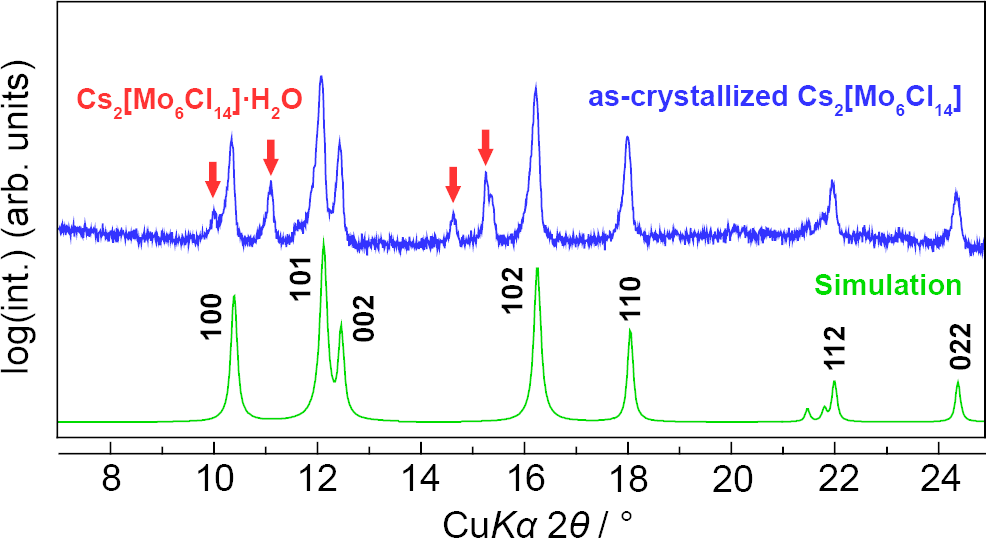 Cs₂[Mo₆Cl₁₄]·H₂O
as-crystallized Cs₂[Mo₆Cl₁₄]
log(int.) (arb. units)
Simulation
100
101
002
102
110
112
022
8 10 12 14 16 18 20 22 24
CuKα 2θ / °